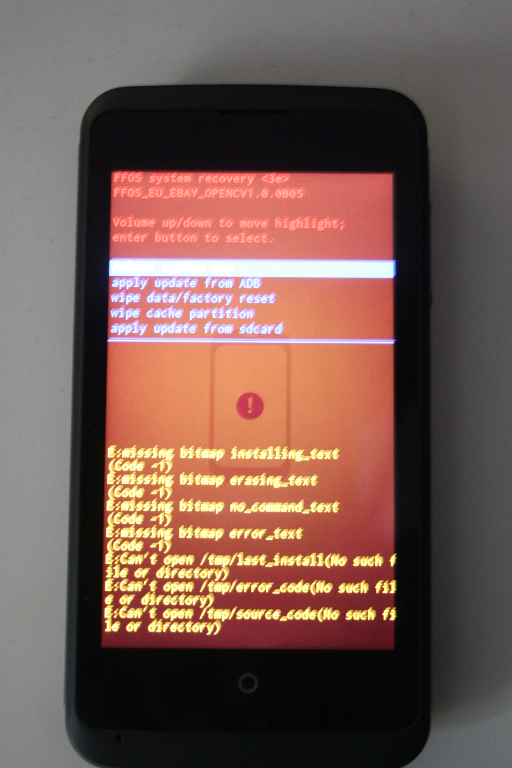 FFOS system recovery <3e>
FFOS_EU_EBAY_OPENCV1.0.0B05
Volume up/down to move highlight;
enter button to select.
apply update from ADB
wipe data/factory reset
wipe cache partition
apply update from sdcard
E:missing bitmap installing_text
(Code -1)
E:missing bitmap erasing_text
(Code -1)
E:missing bitmap no_command_text
(Code -1)
E:missing bitmap error_text
(Code -1)
E:Can't open /tmp/last_install(No such f
ile or directory)
E:Can't open /tmp/error_code(No such fil
e or directory)
E:Can't open /tmp/source_code(No such fi
le or directory)